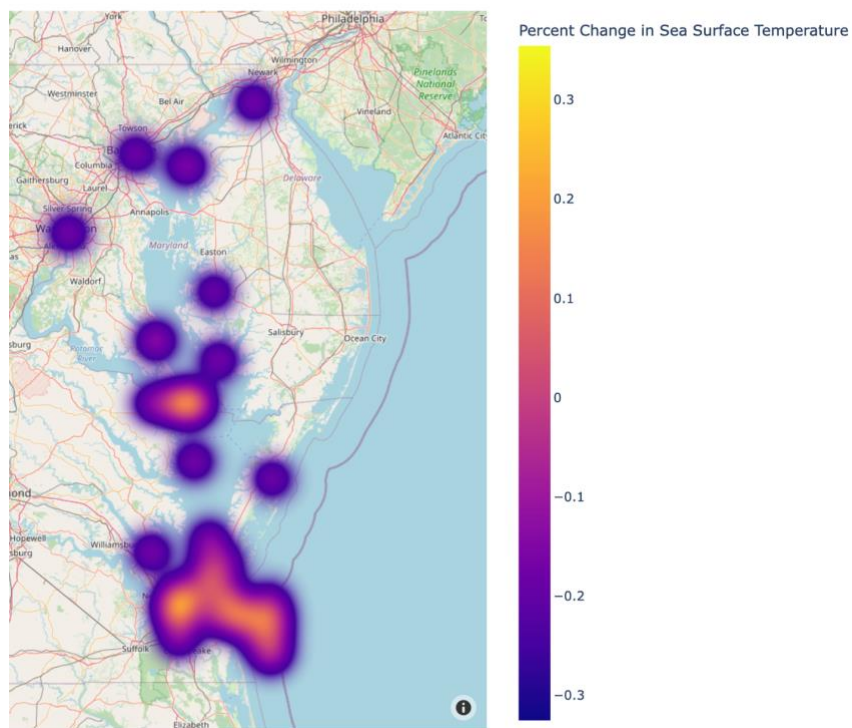 York
Philadelphia
Hanover
Wilmington
Newark
Pinelands
National
Reserve
Westminster
Bel Air
Vineland
Towson
Atlantic City
Columbia
Gaithersburg
Laurel
Delaware
Silver Spring
Annapolis
Maryland
Easton
Waldorf
Salisbury
Ocean City
Potomac
River
Hopewell
Williamsbu
Suffolk
ake
Elizabeth
Percent Change in Sea Surface Temperature
0.3
0.2
0.1
0
−0.1
−0.2
−0.3